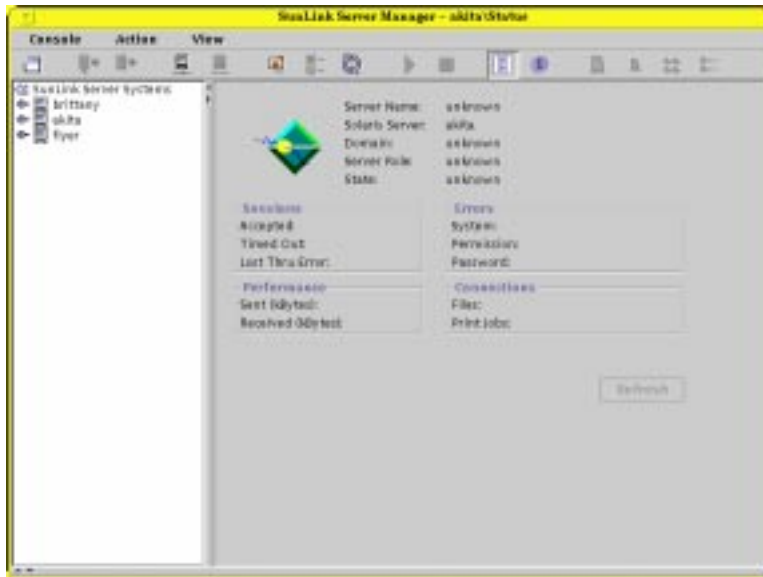 SunLink Server Manager – akita\Status
Console Action View
SunLink Server Systems
brittany
akita
flyer
Server Name: unknown
Solaris Server: akita
Domain: unknown
Server Role: unknown
State: unknown
Sessions
Accepted:
Timed Out:
Lost Thru Error:
Errors
System:
Permission:
Password:
Performance
Sent (kBytes):
Received (kBytes):
Connections
Files:
Print Jobs:
Refresh